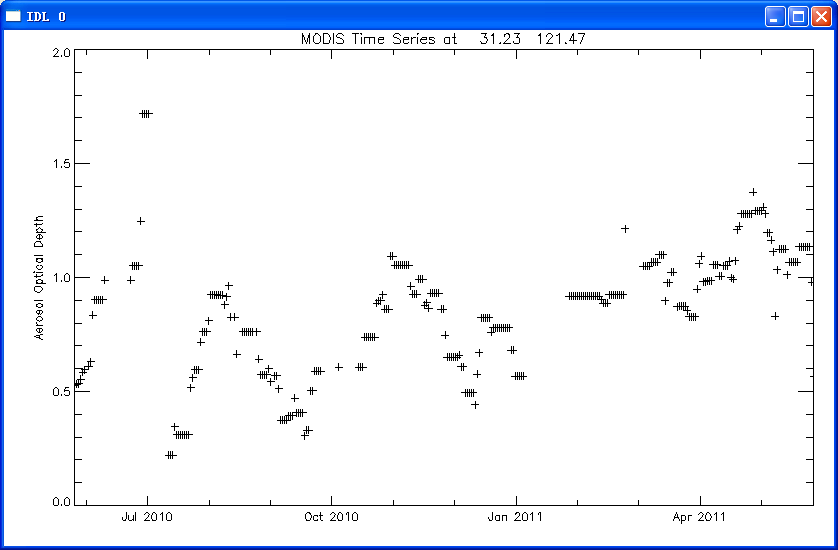 IDL 0
MODIS Time Series at 31.23 121.47
2.0
1.5
1.0
0.5
0.0
Aerosol Optical Depth
Jul 2010 Oct 2010 Jan 2011 Apr 2011